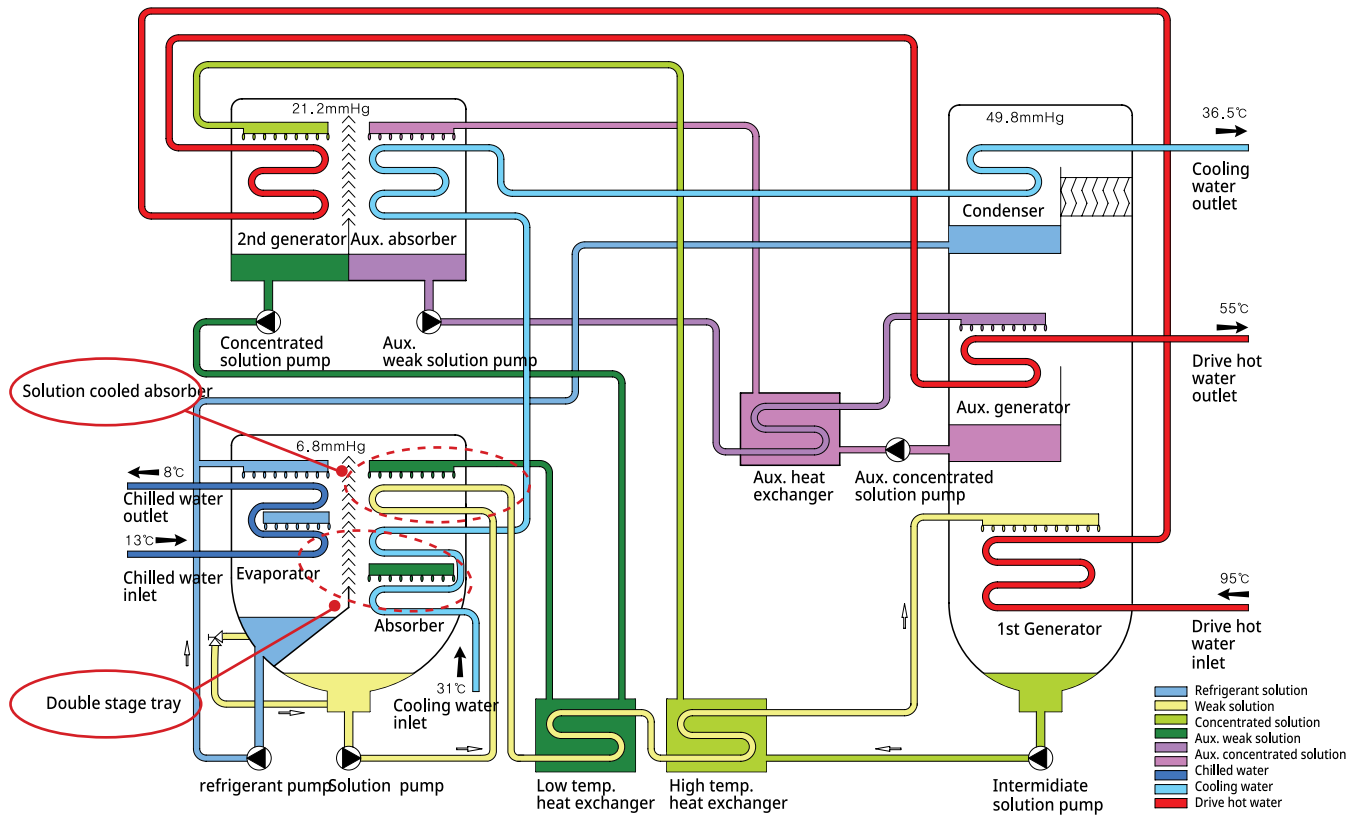 21.2mmHg
49.8mmHg
36.5℃
Cooling
water
outlet
Condenser
2nd generator
Aux. absorber
55℃
Drive hot
water
outlet
Concentrated
solution pump
Aux.
weak solution pump
Solution cooled absorber
Aux. generator
6.8mmHg
8℃
Chilled water
outlet
13℃
Chilled water
inlet
Evaporator
Absorber
Aux. heat
exchanger
Aux. concentrated
solution pump
95℃
Drive hot
water
inlet
1st Generator
Double stage tray
31℃
Cooling water
inlet
refrigerant pump
Solution pump
Low temp.
heat exchanger
High temp.
heat exchanger
Intermidiate
solution pump
Refrigerant solution
Weak solution
Concentrated solution
Aux. weak solution
Aux. concentrated solution
Chilled water
Cooling water
Drive hot water